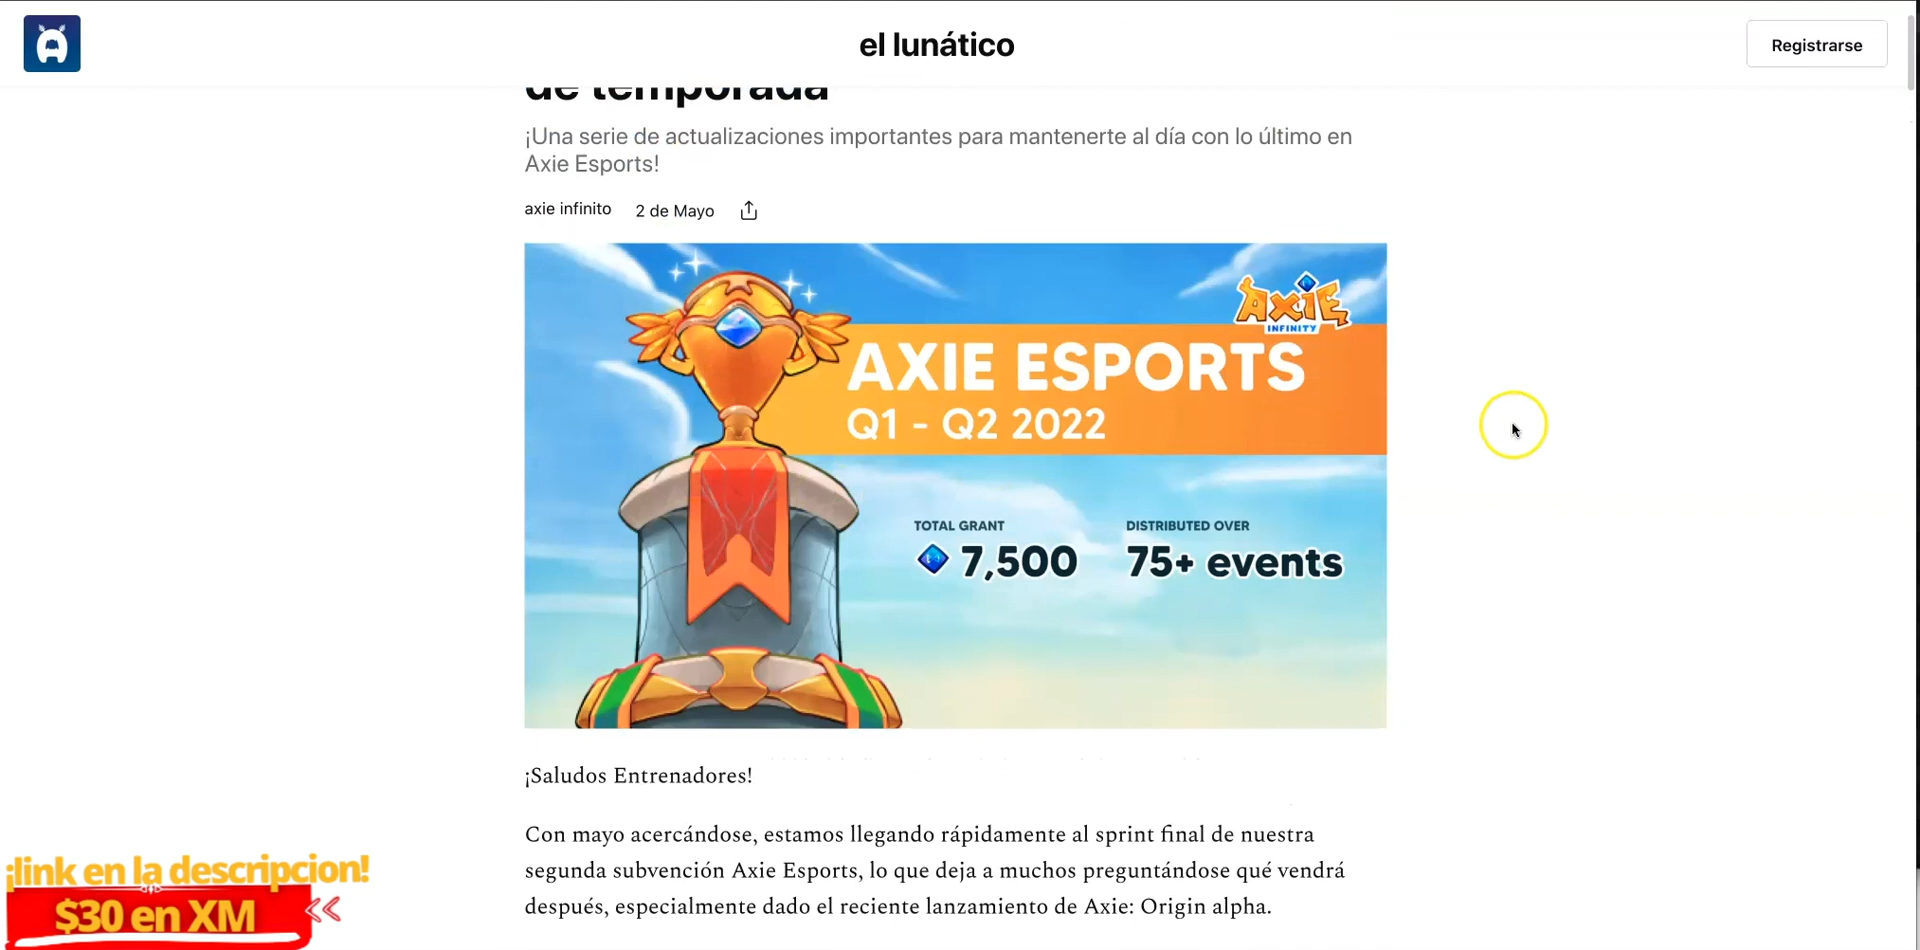 el lunático
Registrarse
de temporada
¡Una serie de actualizaciones importantes para mantenerte al día con lo último en
Axie Esports!
axie infinito 2 de Mayo
AXIE
INFINITY
AXIE ESPORTS
Q1 - Q2 2022
TOTAL GRANT
7,500
DISTRIBUTED OVER
75+ events
¡Saludos Entrenadores!
Con mayo acercándose, estamos llegando rápidamente al sprint final de nuestra
segunda subvención Axie Esports, lo que deja a muchos preguntándose qué vendrá
después, especialmente dado el reciente lanzamiento de Axie: Origin alpha.
¡link en la descripcion!
$30 en XM <<